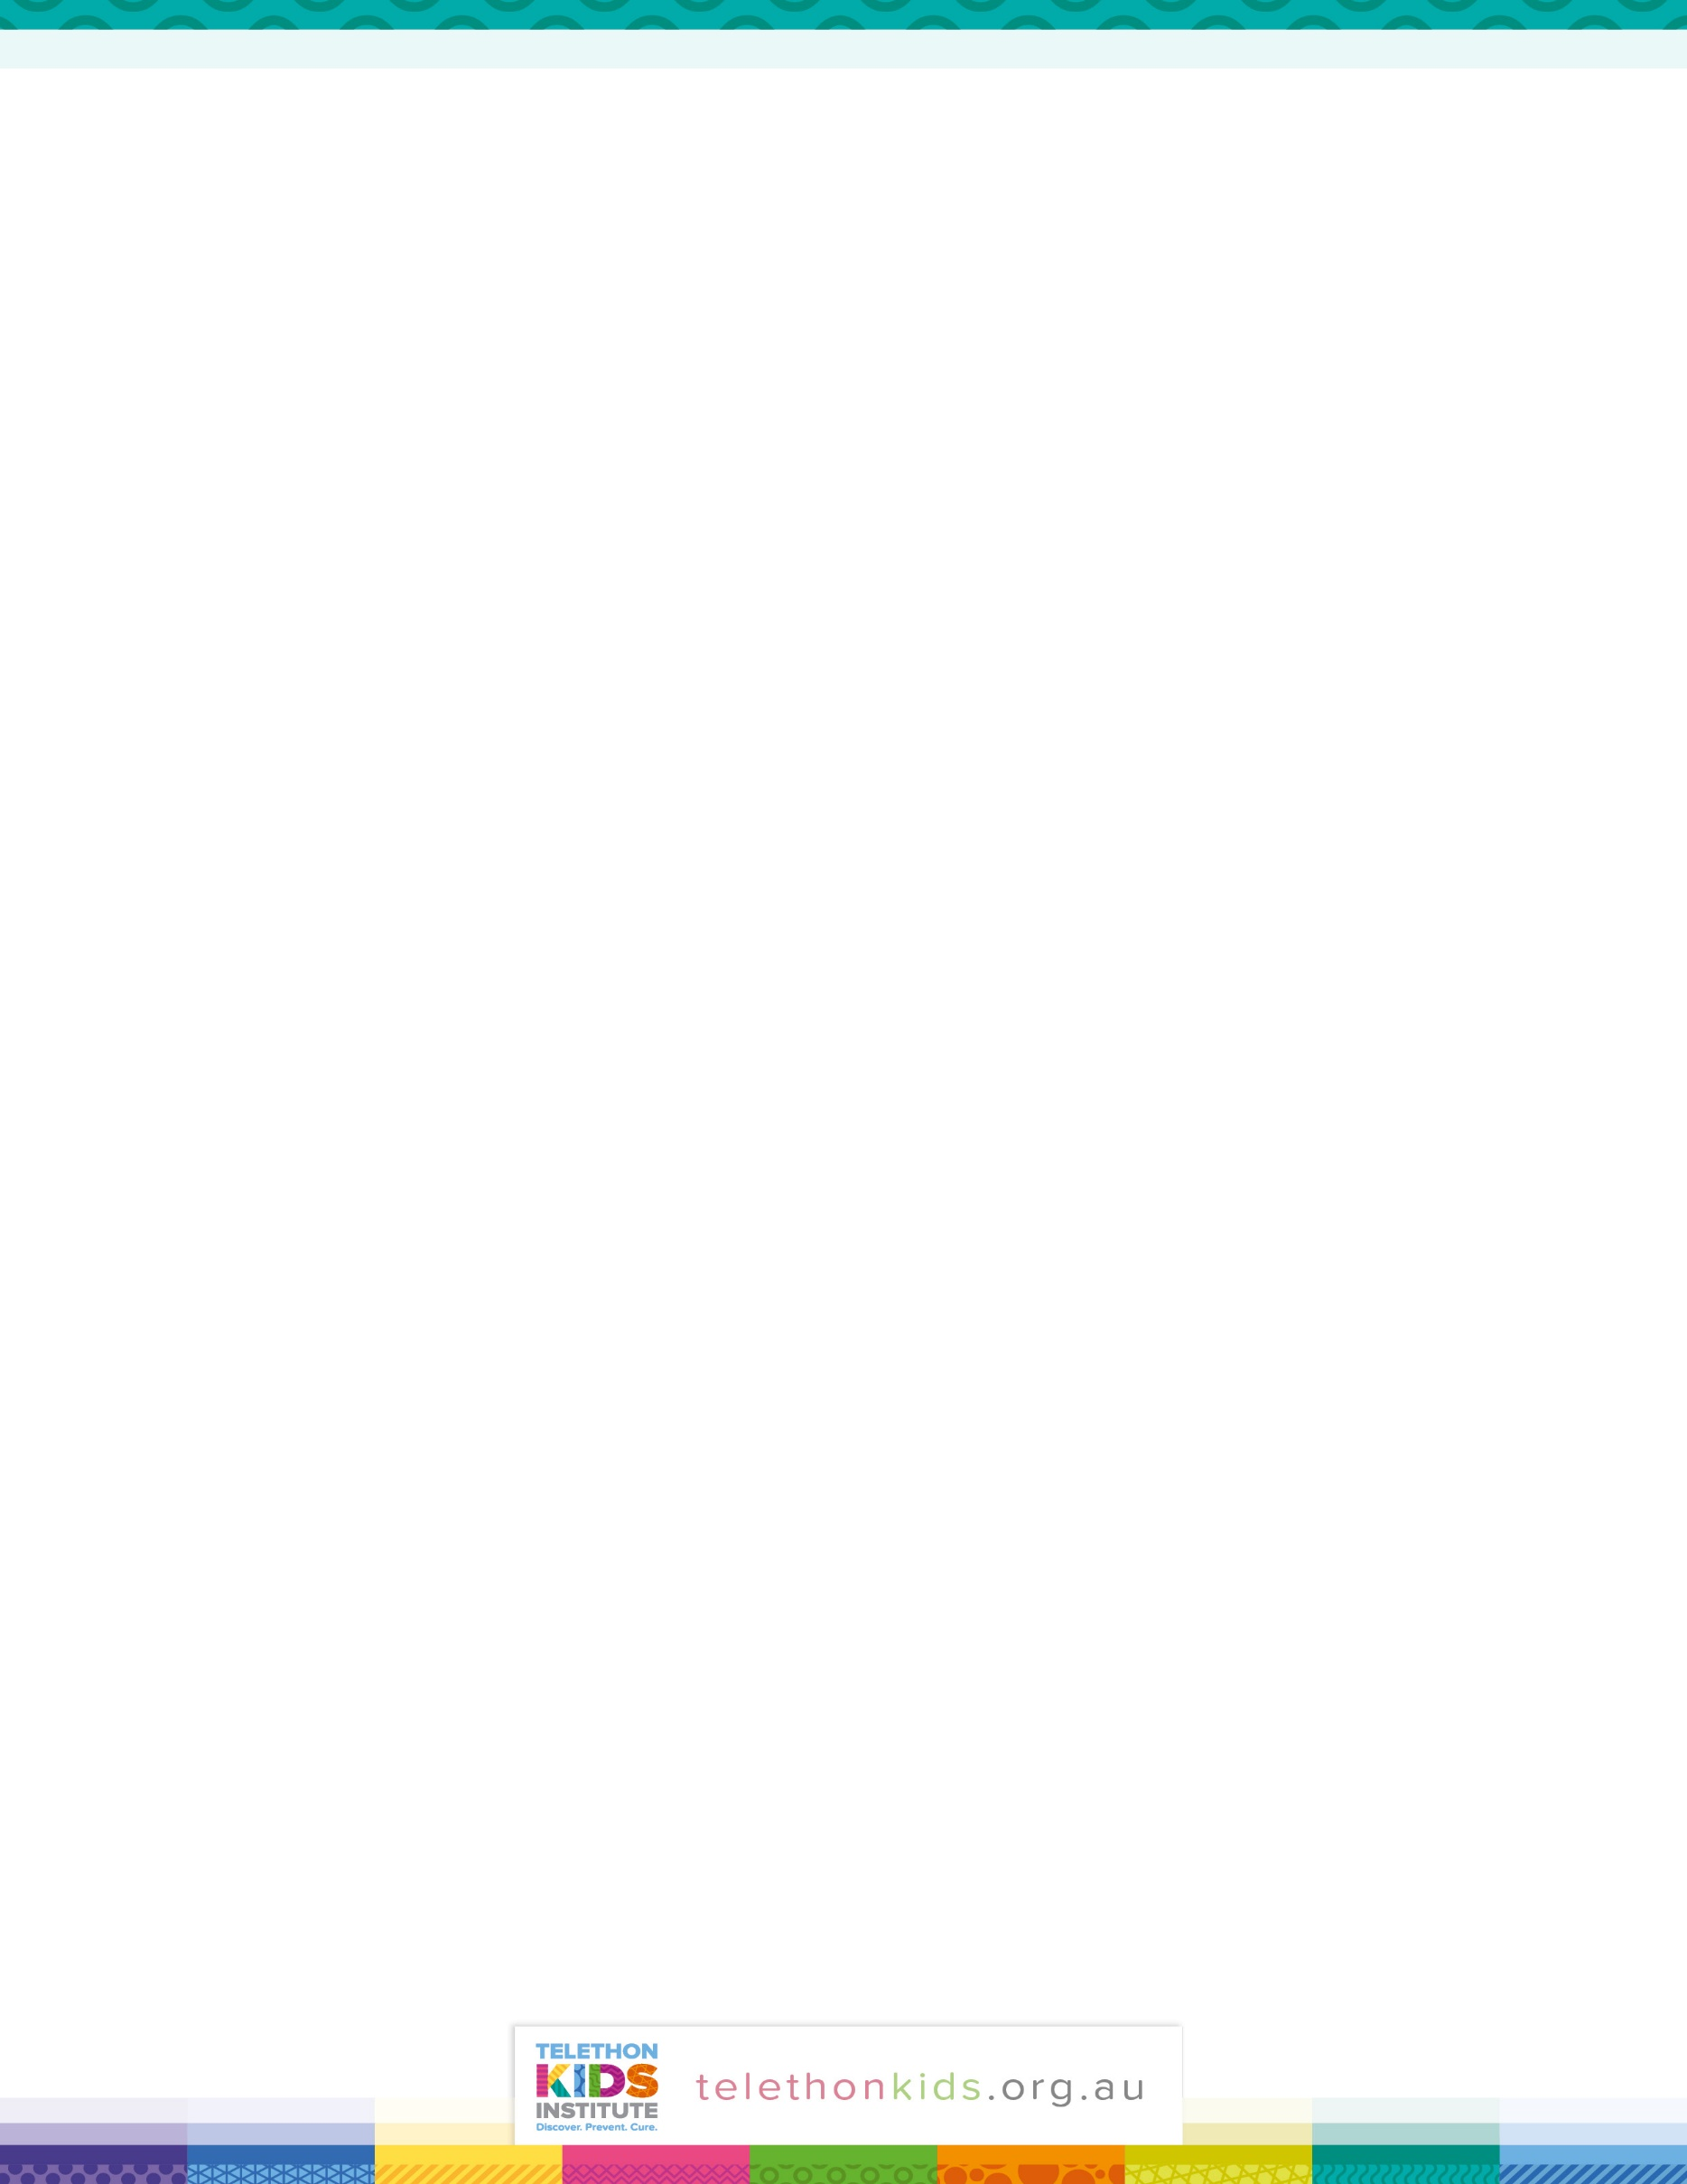 TELETHON
KIDS
INSTITUTE
Discover. Prevent. Cure.
telethonkids.org.au